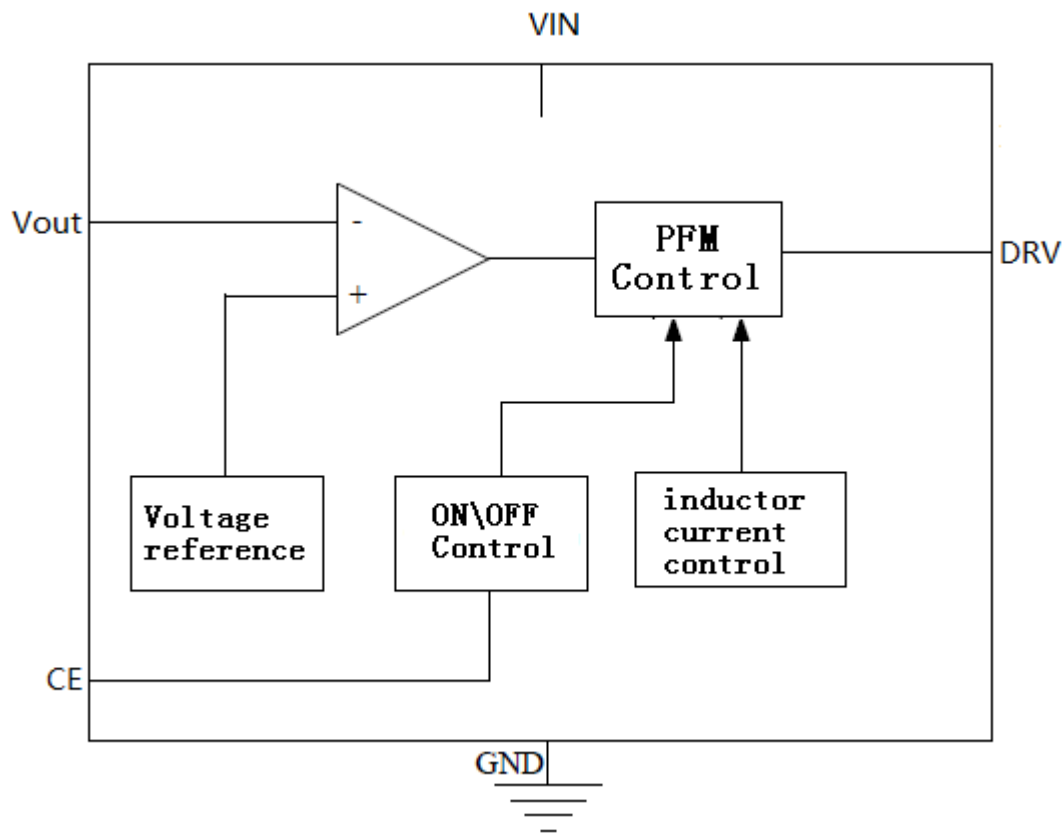 VIN
Vout
-
+
PFM
Control
DRV
Voltage
reference
ON\OFF
Control
inductor
current
control
CE
GND